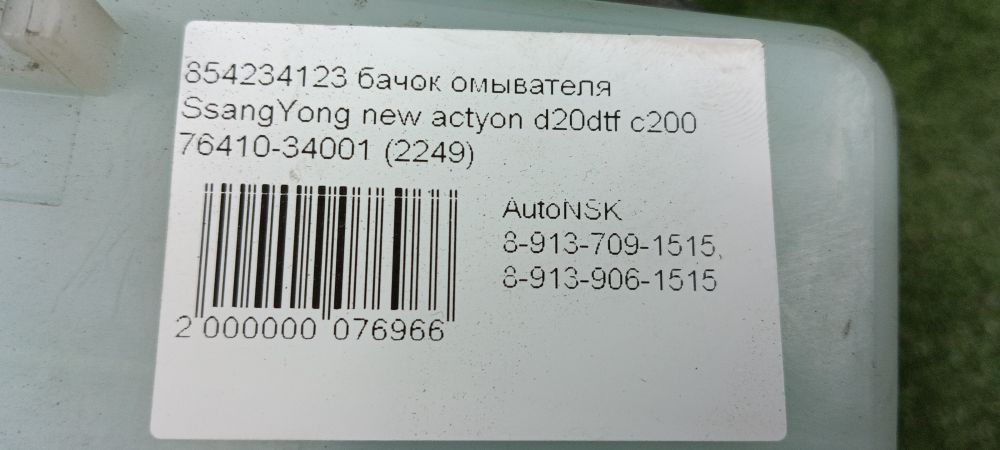 854234123 бачок омывателя
SsangYong new actyon d20dtf c200
76410-34001 (2249)
AutoNSK
8-913-709-1515,
8-913-906-1515
2 000000 076966